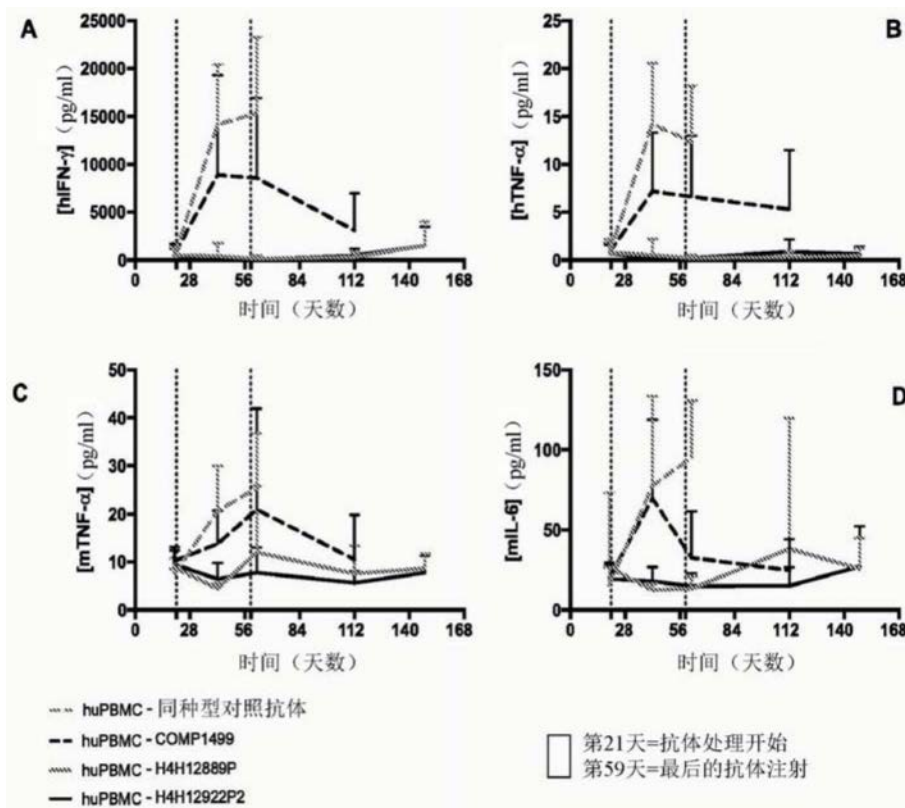 A
[hIFN-γ] (pg/ml)
25000
20000
15000
10000
5000
0
0 28 56 84 112 140 168
时间（天数）
B
[hTNF-α] (pg/ml)
25
20
15
10
5
0
0 28 56 84 112 140 168
时间（天数）
C
[mTNF-α] (pg/ml)
50
40
30
20
10
0
0 28 56 84 112 140 168
时间（天数）
D
[mIL-6] (pg/ml)
150
100
50
0
0 28 56 84 112 140 168
时间（天数）
huPBMC-同种型对照抗体
huPBMC-COMP1499
huPBMC-H4H12889P
huPBMC-H4H12922P2
第21天=抗体处理开始
第59天=最后的抗体注射